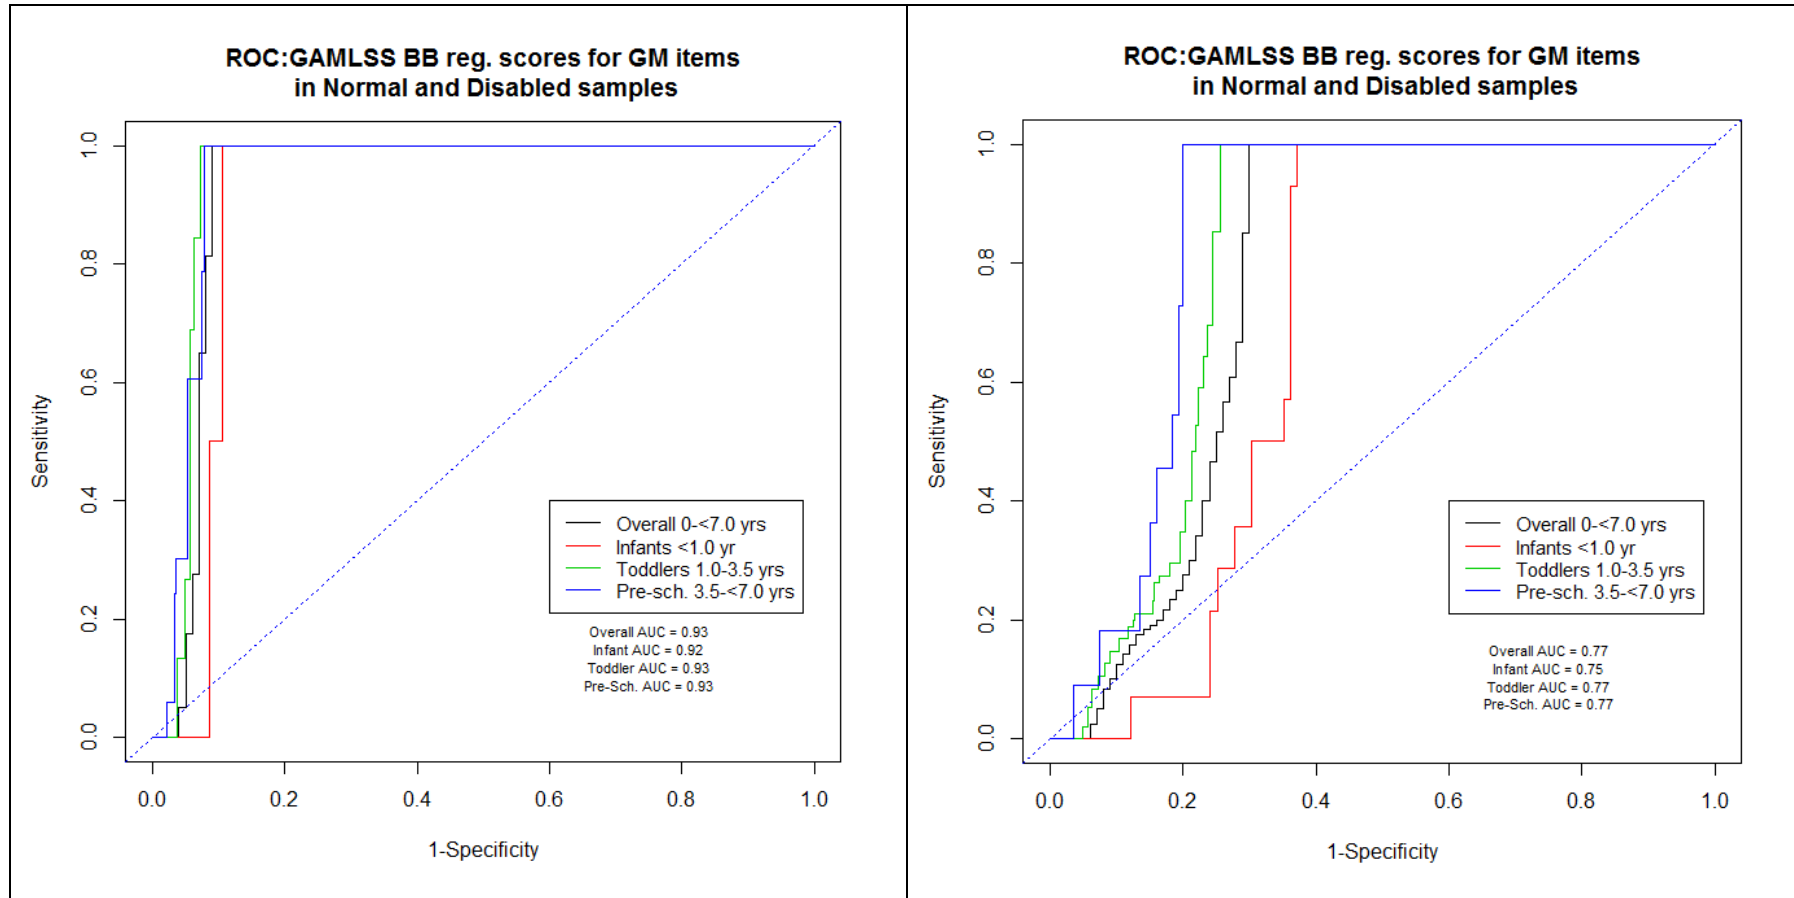 ROC:GAMLSS BB reg. scores for GM items
in Normal and Disabled samples
Sensitivity
1.0
0.8
0.6
0.4
0.2
0.0
Overall 0-<7.0 yrs
Infants <1.0 yr
Toddlers 1.0-3.5 yrs
Pre-sch. 3.5-<7.0 yrs
Overall AUC = 0.93
Infant AUC = 0.92
Toddler AUC = 0.93
Pre-Sch. AUC = 0.93
0.0 0.2 0.4 0.6 0.8 1.0
1-Specificity
ROC:GAMLSS BB reg. scores for GM items
in Normal and Disabled samples
Sensitivity
1.0
0.8
0.6
0.4
0.2
0.0
Overall 0-<7.0 yrs
Infants <1.0 yr
Toddlers 1.0-3.5 yrs
Pre-sch. 3.5-<7.0 yrs
Overall AUC = 0.77
Infant AUC = 0.75
Toddler AUC = 0.77
Pre-Sch. AUC = 0.77
0.0 0.2 0.4 0.6 0.8 1.0
1-Specificity